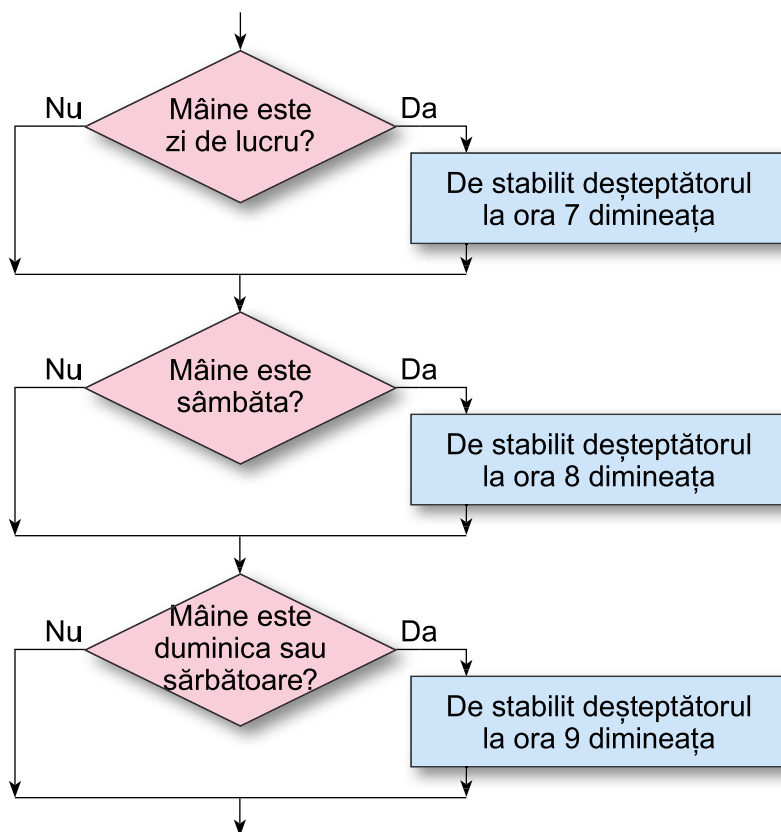 Nu
Mâine este
zi de lucru?
Da
De stabilit deșteptătorul
la ora 7 dimineața
Nu
Mâine este
sâmbăta?
Da
De stabilit deșteptătorul
la ora 8 dimineața
Nu
Mâine este
duminica sau
sărbătoare?
Da
De stabilit deșteptătorul
la ora 9 dimineața